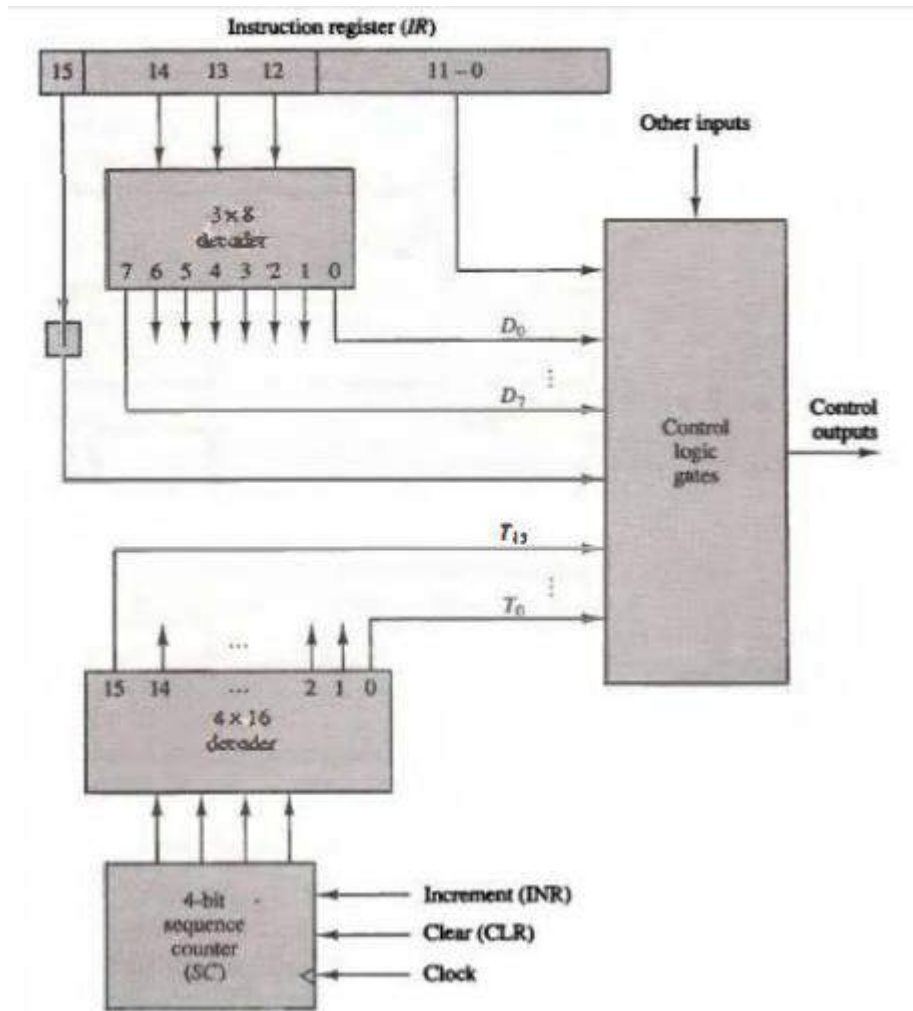 Instruction register (IR)
15 14 13 12 11 – 0
Other inputs
3 × 8
decoder
7 6 5 4 3 2 1 0
D0
⋮
D7
Control
logic
gates
Control
outputs
T15
⋮
T0
...
15 14 ... 2 1 0
4 × 16
decoder
4-bit
sequence
counter
(SC)
Increment (INR)
Clear (CLR)
Clock